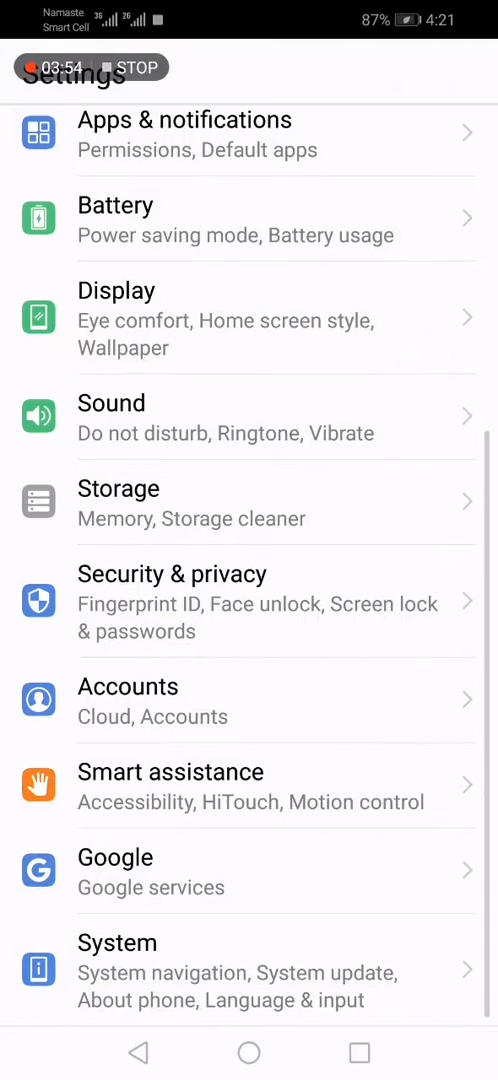 Namaste
Smart Cell
3G 2G
87% 4:21
03:54 STOP
Settings
Apps & notifications
Permissions, Default apps
Battery
Power saving mode, Battery usage
Display
Eye comfort, Home screen style,
Wallpaper
Sound
Do not disturb, Ringtone, Vibrate
Storage
Memory, Storage cleaner
Security & privacy
Fingerprint ID, Face unlock, Screen lock
& passwords
Accounts
Cloud, Accounts
Smart assistance
Accessibility, HiTouch, Motion control
Google
Google services
System
System navigation, System update,
About phone, Language & input